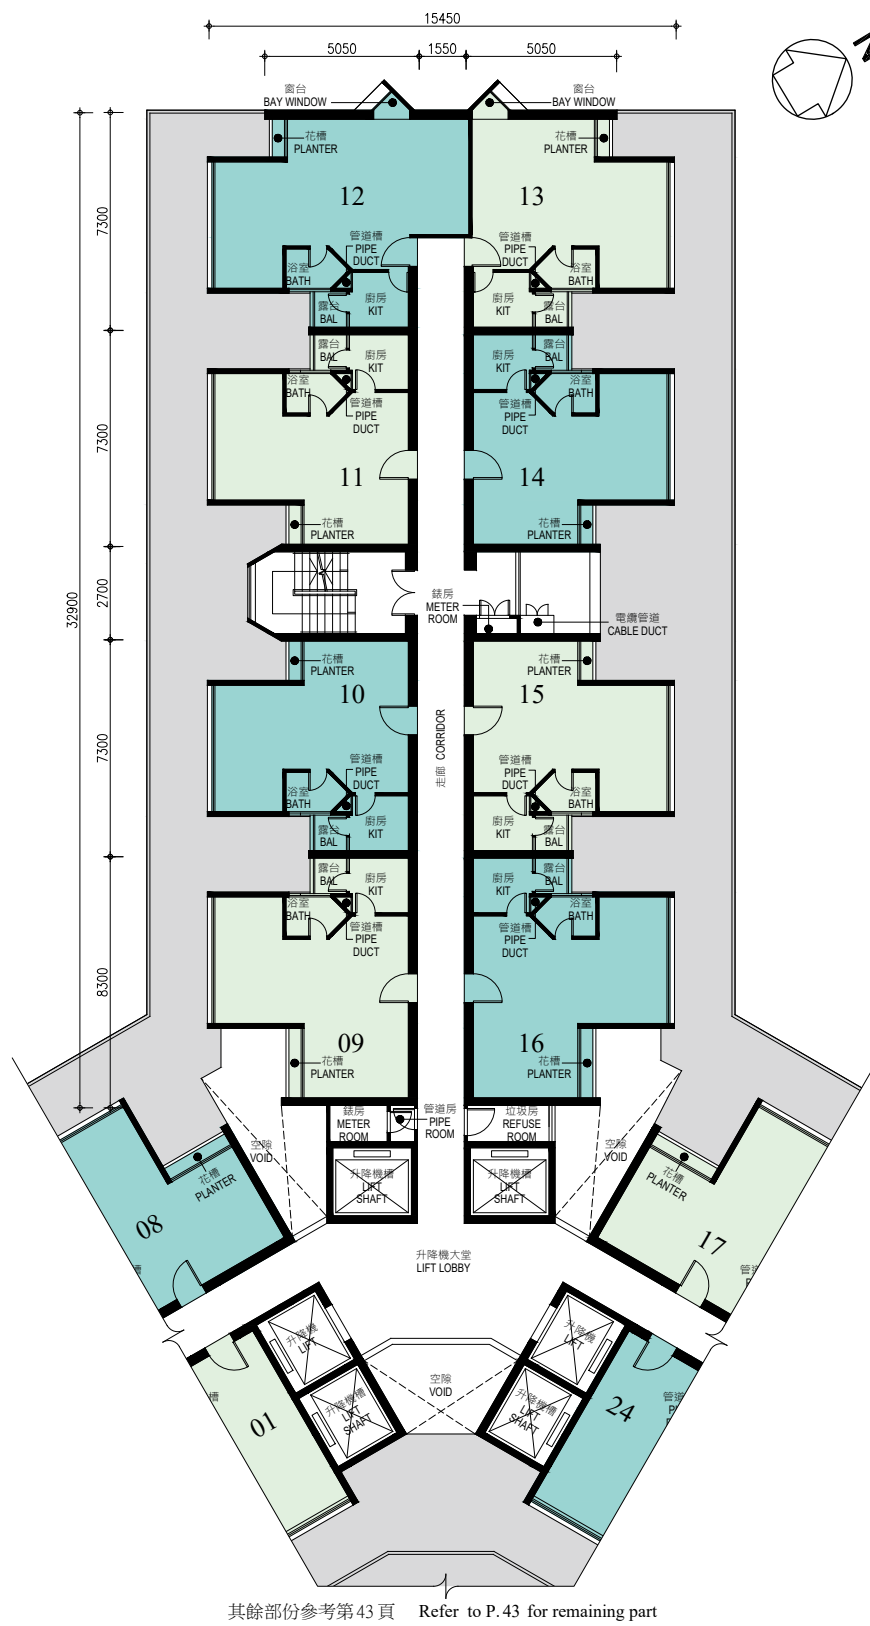 15450
5050 1550 5050
窗台
BAY WINDOW
窗台
BAY WINDOW
花槽
PLANTER
花槽
PLANTER
12
13
7300
管道槽
PIPE
DUCT
管道槽
PIPE
DUCT
浴室
BATH
浴室
BATH
露台
BAL
廚房
KIT
廚房
KIT
露台
BAL
露台
BAL
廚房
KIT
廚房
KIT
露台
BAL
浴室
BATH
浴室
BATH
管道槽
PIPE
DUCT
管道槽
PIPE
DUCT
7300
11
14
花槽
PLANTER
花槽
PLANTER
32900
2700
錶房
METER
ROOM
電纜管道
CABLE DUCT
花槽
PLANTER
花槽
PLANTER
10
15
7300
走廊 CORRIDOR
管道槽
PIPE
DUCT
管道槽
PIPE
DUCT
浴室
BATH
浴室
BATH
露台
BAL
廚房
KIT
廚房
KIT
露台
BAL
露台
BAL
廚房
KIT
廚房
KIT
露台
BAL
浴室
BATH
浴室
BATH
管道槽
PIPE
DUCT
管道槽
PIPE
DUCT
8300
09
16
花槽
PLANTER
花槽
PLANTER
錶房
METER
ROOM
管道房
PIPE
ROOM
垃圾房
REFUSE
ROOM
空隙
VOID
空隙
VOID
升降機槽
LIFT
SHAFT
升降機槽
LIFT
SHAFT
花槽
PLANTER
花槽
PLANTER
08
17
升降機大堂
LIFT LOBBY
升降機
LIFT
升降機
LIFT
空隙
VOID
升降機槽
LIFT
SHAFT
升降機槽
LIFT
SHAFT
01
24
其餘部份參考第43頁 Refer to P. 43 for remaining part